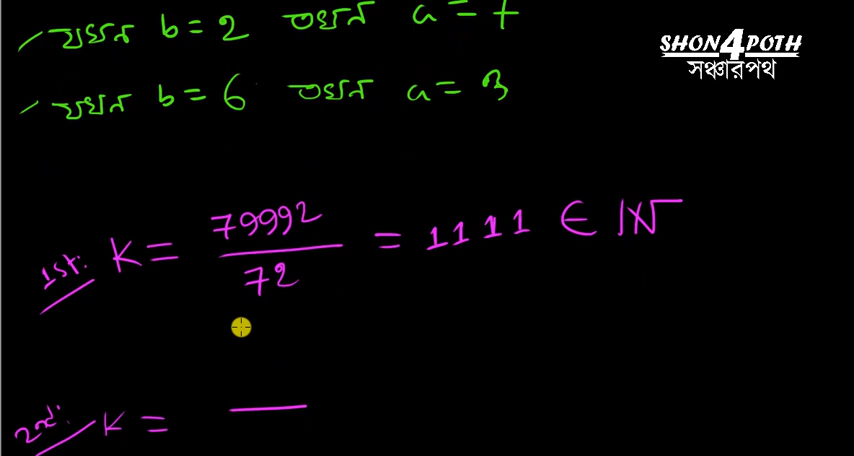 যখন b = 2 তখন a = 7
SHON4POTH
সঞ্চারপথ
যখন b = 6 তখন a = 3
1st: K = 79992 / 72 = 1111 ∈ ℕ
2nd: K =